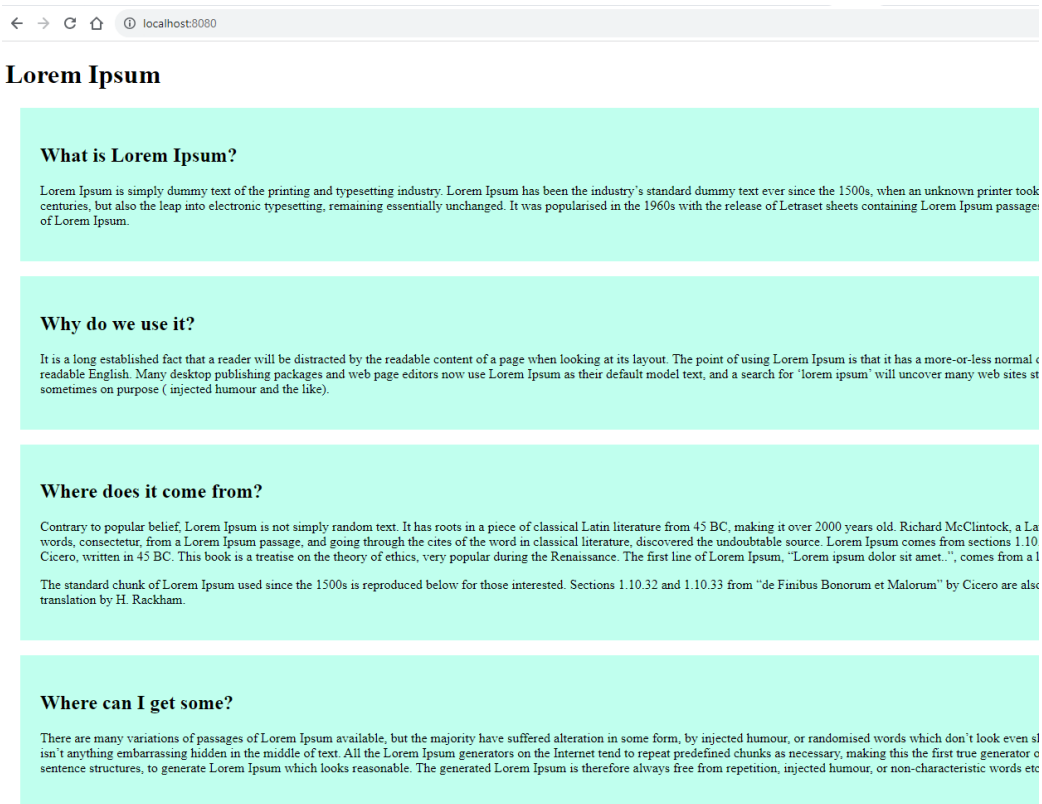 localhost:8080
Lorem Ipsum
What is Lorem Ipsum?
Lorem Ipsum is simply dummy text of the printing and typesetting industry. Lorem Ipsum has been the industry’s standard dummy text ever since the 1500s, when an unknown printer took
centuries, but also the leap into electronic typesetting, remaining essentially unchanged. It was popularised in the 1960s with the release of Letraset sheets containing Lorem Ipsum passages
of Lorem Ipsum.
Why do we use it?
It is a long established fact that a reader will be distracted by the readable content of a page when looking at its layout. The point of using Lorem Ipsum is that it has a more-or-less normal
readable English. Many desktop publishing packages and web page editors now use Lorem Ipsum as their default model text, and a search for ‘lorem ipsum’ will uncover many web sites st
sometimes on purpose ( injected humour and the like).
Where does it come from?
Contrary to popular belief, Lorem Ipsum is not simply random text. It has roots in a piece of classical Latin literature from 45 BC, making it over 2000 years old. Richard McClintock, a La
words, consectetur, from a Lorem Ipsum passage, and going through the cites of the word in classical literature, discovered the undoubtable source. Lorem Ipsum comes from sections 1.10
Cicero, written in 45 BC. This book is a treatise on the theory of ethics, very popular during the Renaissance. The first line of Lorem Ipsum, “Lorem ipsum dolor sit amet..”, comes from a
The standard chunk of Lorem Ipsum used since the 1500s is reproduced below for those interested. Sections 1.10.32 and 1.10.33 from “de Finibus Bonorum et Malorum” by Cicero are also
translation by H. Rackham.
Where can I get some?
There are many variations of passages of Lorem Ipsum available, but the majority have suffered alteration in some form, by injected humour, or randomised words which don’t look even sl
isn’t anything embarrassing hidden in the middle of text. All the Lorem Ipsum generators on the Internet tend to repeat predefined chunks as necessary, making this the first true generator o
sentence structures, to generate Lorem Ipsum which looks reasonable. The generated Lorem Ipsum is therefore always free from repetition, injected humour, or non-characteristic words etc